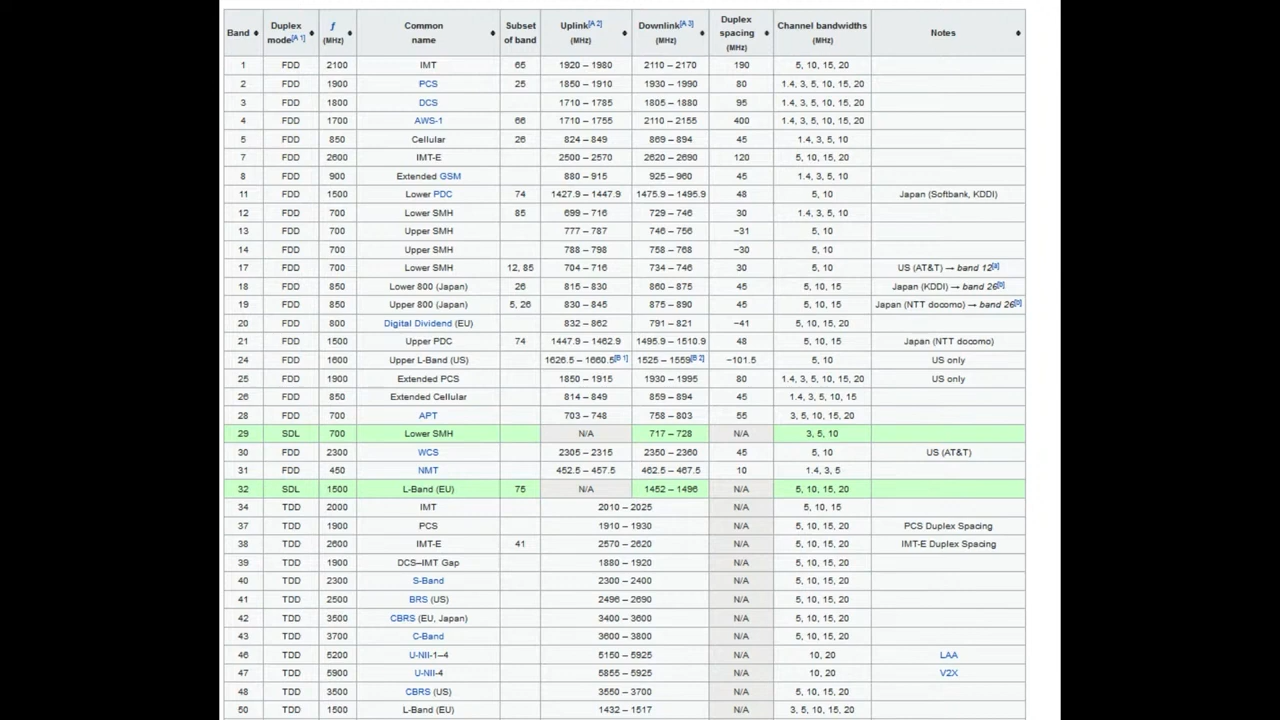 Band Duplex mode[A 1] f (MHz) Common name Subset of band Uplink[A 2] (MHz) Downlink[A 3] (MHz) Duplex spacing (MHz) Channel bandwidths (MHz) Notes
1 FDD 2100 IMT 65 1920 – 1980 2110 – 2170 190 5, 10, 15, 20
2 FDD 1900 PCS 25 1850 – 1910 1930 – 1990 80 1.4, 3, 5, 10, 15, 20
3 FDD 1800 DCS 1710 – 1785 1805 – 1880 95 1.4, 3, 5, 10, 15, 20
4 FDD 1700 AWS-1 66 1710 – 1755 2110 – 2155 400 1.4, 3, 5, 10, 15, 20
5 FDD 850 Cellular 26 824 – 849 869 – 894 45 1.4, 3, 5, 10
7 FDD 2600 IMT-E 2500 – 2570 2620 – 2690 120 5, 10, 15, 20
8 FDD 900 Extended GSM 880 – 915 925 – 960 45 1.4, 3, 5, 10
11 FDD 1500 Lower PDC 74 1427.9 – 1447.9 1475.9 – 1495.9 48 5, 10 Japan (Softbank, KDDI)
12 FDD 700 Lower SMH 85 699 – 716 729 – 746 30 1.4, 3, 5, 10
13 FDD 700 Upper SMH 777 – 787 746 – 756 −31 5, 10
14 FDD 700 Upper SMH 788 – 798 758 – 768 −30 5, 10
17 FDD 700 Lower SMH 12, 85 704 – 716 734 – 746 30 5, 10 US (AT&T) → band 12[a]
18 FDD 850 Lower 800 (Japan) 26 815 – 830 860 – 875 45 5, 10, 15 Japan (KDDI) → band 26[b]
19 FDD 850 Upper 800 (Japan) 5, 26 830 – 845 875 – 890 45 5, 10, 15 Japan (NTT docomo) → band 26[b]
20 FDD 800 Digital Dividend (EU) 832 – 862 791 – 821 −41 5, 10, 15, 20
21 FDD 1500 Upper PDC 74 1447.9 – 1462.9 1495.9 – 1510.9 48 5, 10, 15 Japan (NTT docomo)
24 FDD 1600 Upper L-Band (US) 1626.5 – 1660.5[B 1] 1525 – 1559[B 2] −101.5 5, 10 US only
25 FDD 1900 Extended PCS 1850 – 1915 1930 – 1995 80 1.4, 3, 5, 10, 15, 20 US only
26 FDD 850 Extended Cellular 814 – 849 859 – 894 45 1.4, 3, 5, 10, 15
28 FDD 700 APT 703 – 748 758 – 803 55 3, 5, 10, 15, 20
29 SDL 700 Lower SMH N/A 717 – 728 N/A 3, 5, 10
30 FDD 2300 WCS 2305 – 2315 2350 – 2360 45 5, 10 US (AT&T)
31 FDD 450 NMT 452.5 – 457.5 462.5 – 467.5 10 1.4, 3, 5
32 SDL 1500 L-Band (EU) 75 N/A 1452 – 1496 N/A 5, 10, 15, 20
34 TDD 2000 IMT 2010 – 2025 N/A 5, 10, 15
37 TDD 1900 PCS 1910 – 1930 N/A 5, 10, 15, 20 PCS Duplex Spacing
38 TDD 2600 IMT-E 41 2570 – 2620 N/A 5, 10, 15, 20 IMT-E Duplex Spacing
39 TDD 1900 DCS–IMT Gap 1880 – 1920 N/A 5, 10, 15, 20
40 TDD 2300 S-Band 2300 – 2400 N/A 5, 10, 15, 20
41 TDD 2500 BRS (US) 2496 – 2690 N/A 5, 10, 15, 20
42 TDD 3500 CBRS (EU, Japan) 3400 – 3600 N/A 5, 10, 15, 20
43 TDD 3700 C-Band 3600 – 3800 N/A 5, 10, 15, 20
46 TDD 5200 U-NII-1–4 5150 – 5925 N/A 10, 20 LAA
47 TDD 5900 U-NII-4 5855 – 5925 N/A 10, 20 V2X
48 TDD 3500 CBRS (US) 3550 – 3700 N/A 5, 10, 15, 20
50 TDD 1500 L-Band (EU) 1432 – 1517 N/A 3, 5, 10, 15, 20